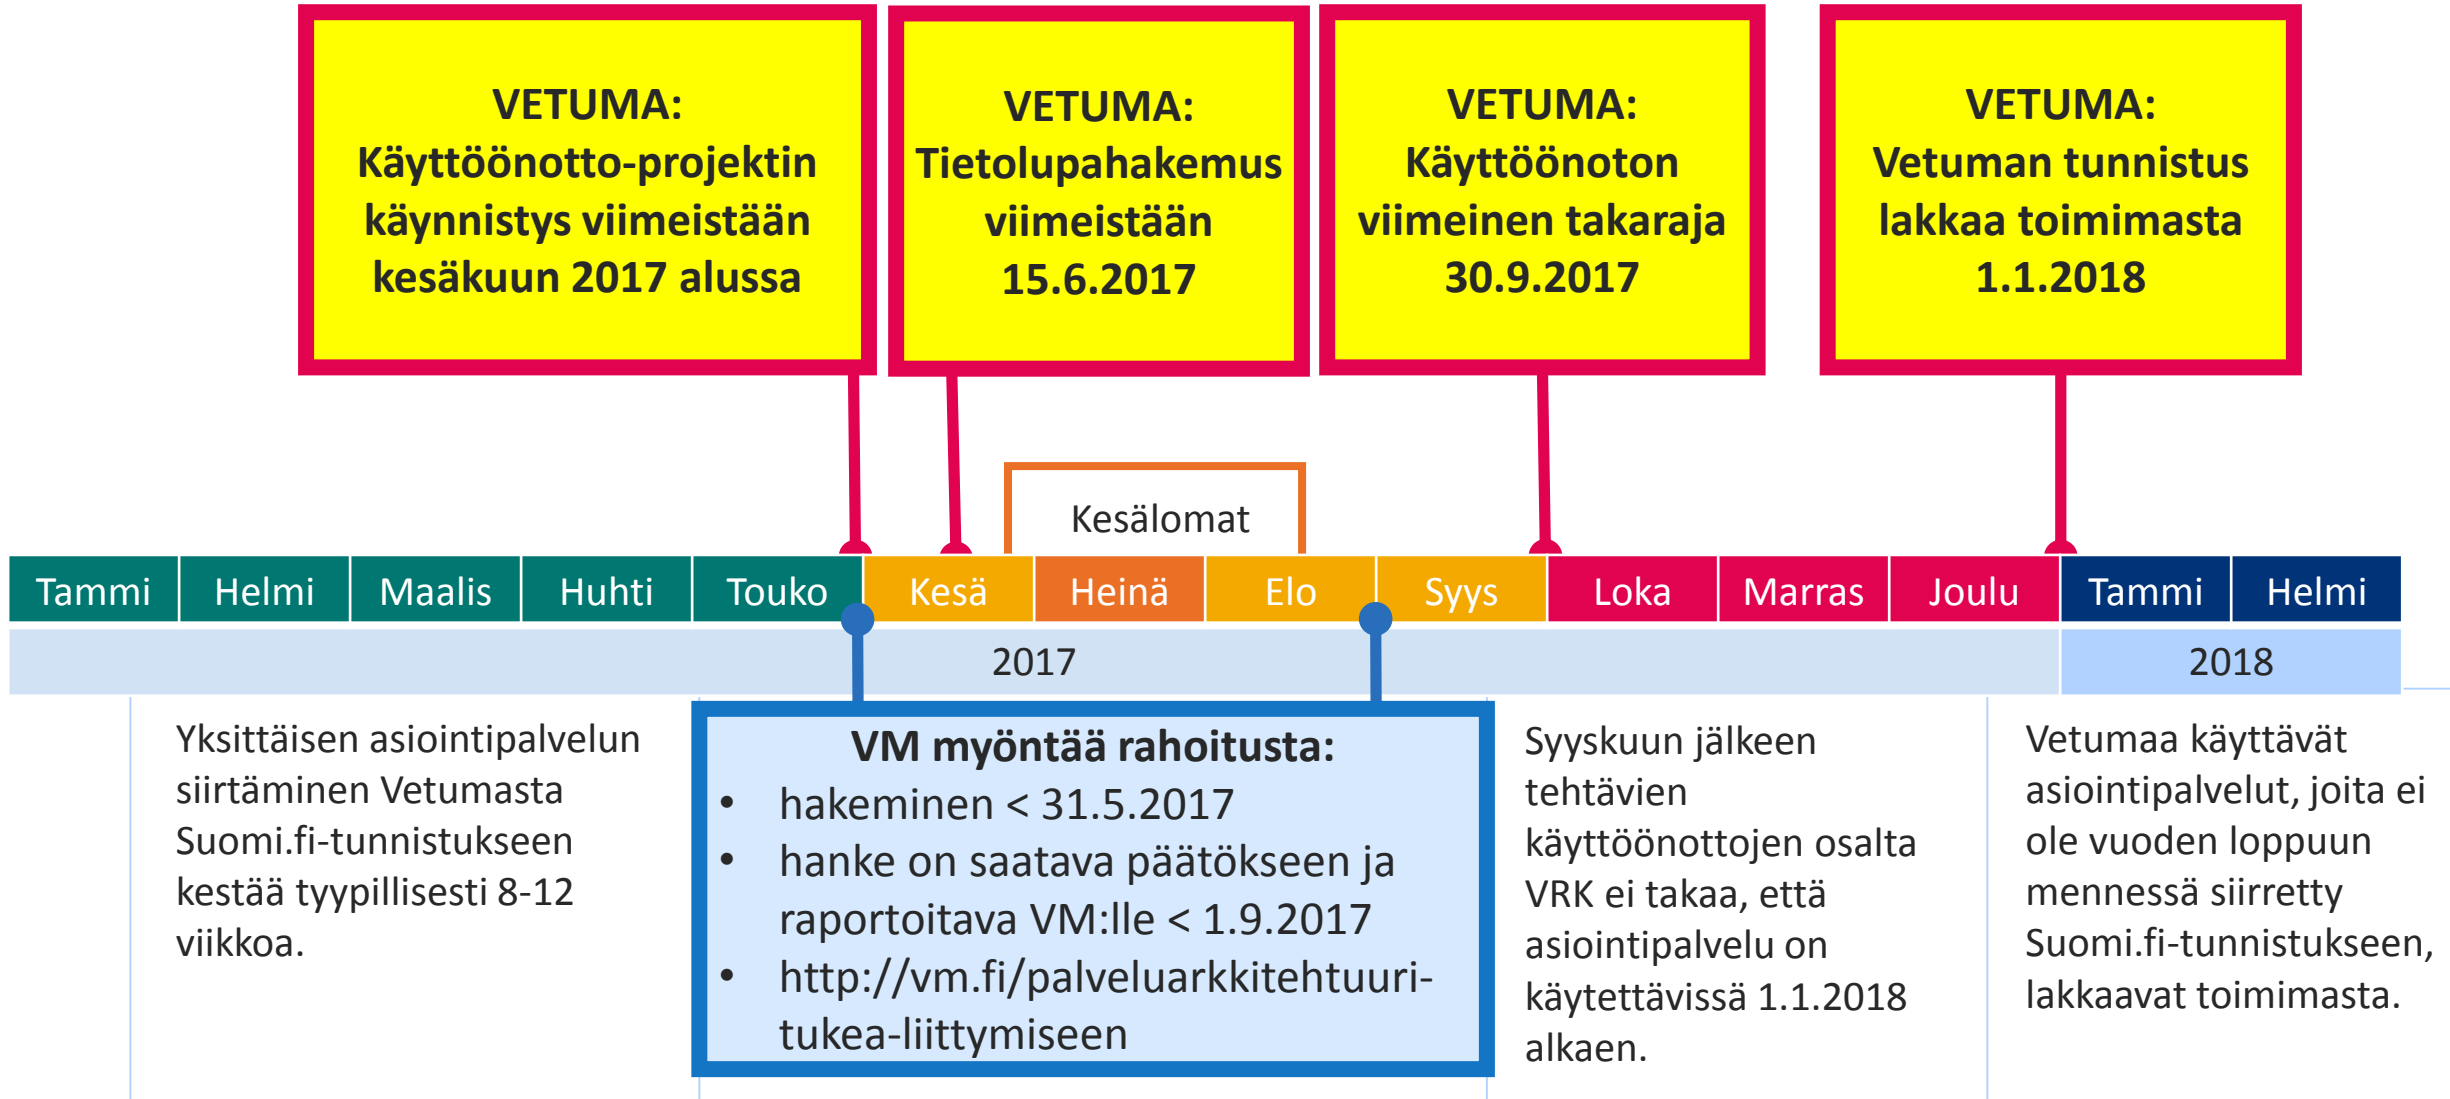 VETUMA:
Käyttöönotto-projektin
käynnistys viimeistään
kesäkuun 2017 alussa
VETUMA:
Tietolupahakemus
viimeistään
15.6.2017
VETUMA:
Käyttöönoton
viimeinen takaraja
30.9.2017
VETUMA:
Vetuman tunnistus
lakkaa toimimasta
1.1.2018
Kesälomat
Tammi Helmi Maalis Huhti Touko Kesä Heinä Elo Syys Loka Marras Joulu Tammi Helmi
2017 2018
Yksittäisen asiointipalvelun
siirtäminen Vetumasta
Suomi.fi-tunnistukseen
kestää tyypillisesti 8-12
viikkoa.
VM myöntää rahoitusta:
• hakeminen < 31.5.2017
• hanke on saatava päätökseen ja
raportoitava VM:lle < 1.9.2017
• http://vm.fi/palveluarkkitehtuuri-
tukea-liittymiseen
Syyskuun jälkeen
tehtävien
käyttöönottojen osalta
VRK ei takaa, että
asiointipalvelu on
käytettävissä 1.1.2018
alkaen.
Vetumaa käyttävät
asiointipalvelut, joita ei
ole vuoden loppuun
mennessä siirretty
Suomi.fi-tunnistukseen,
lakkaavat toimimasta.